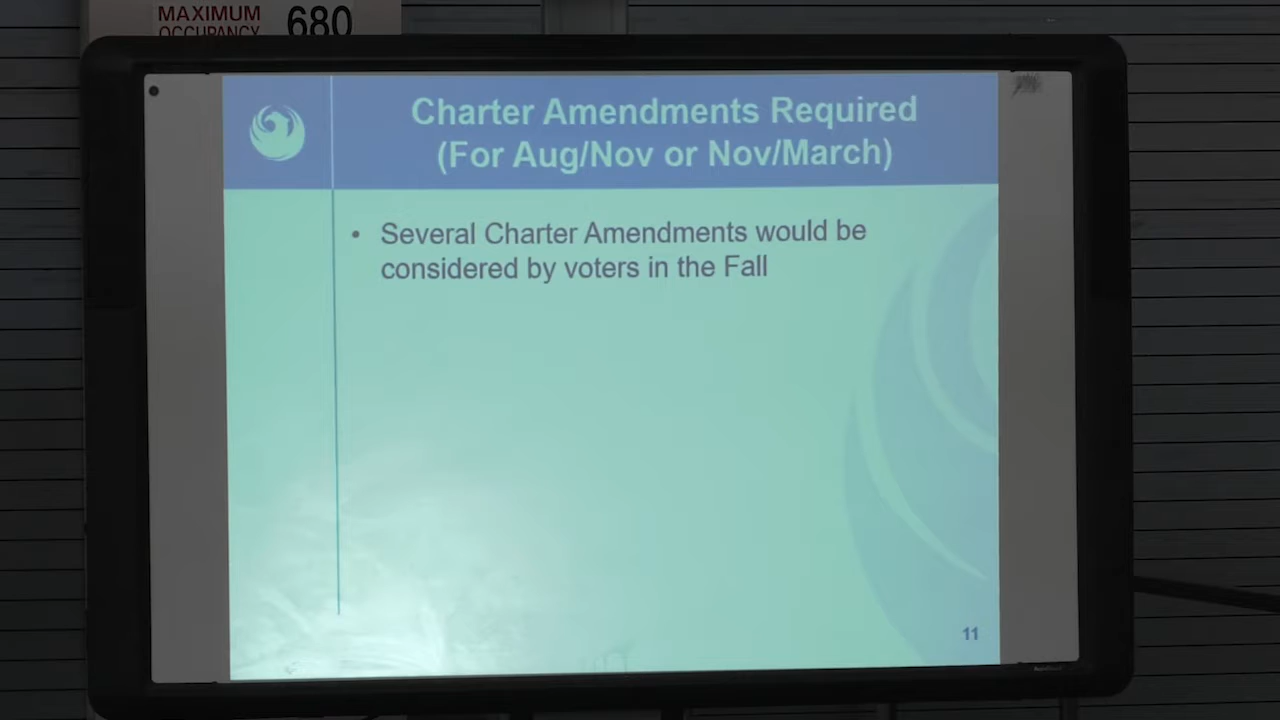 MAXIMUM
OCCUPANCY 680
Charter Amendments Required
(For Aug/Nov or Nov/March)
• Several Charter Amendments would be
considered by voters in the Fall
11